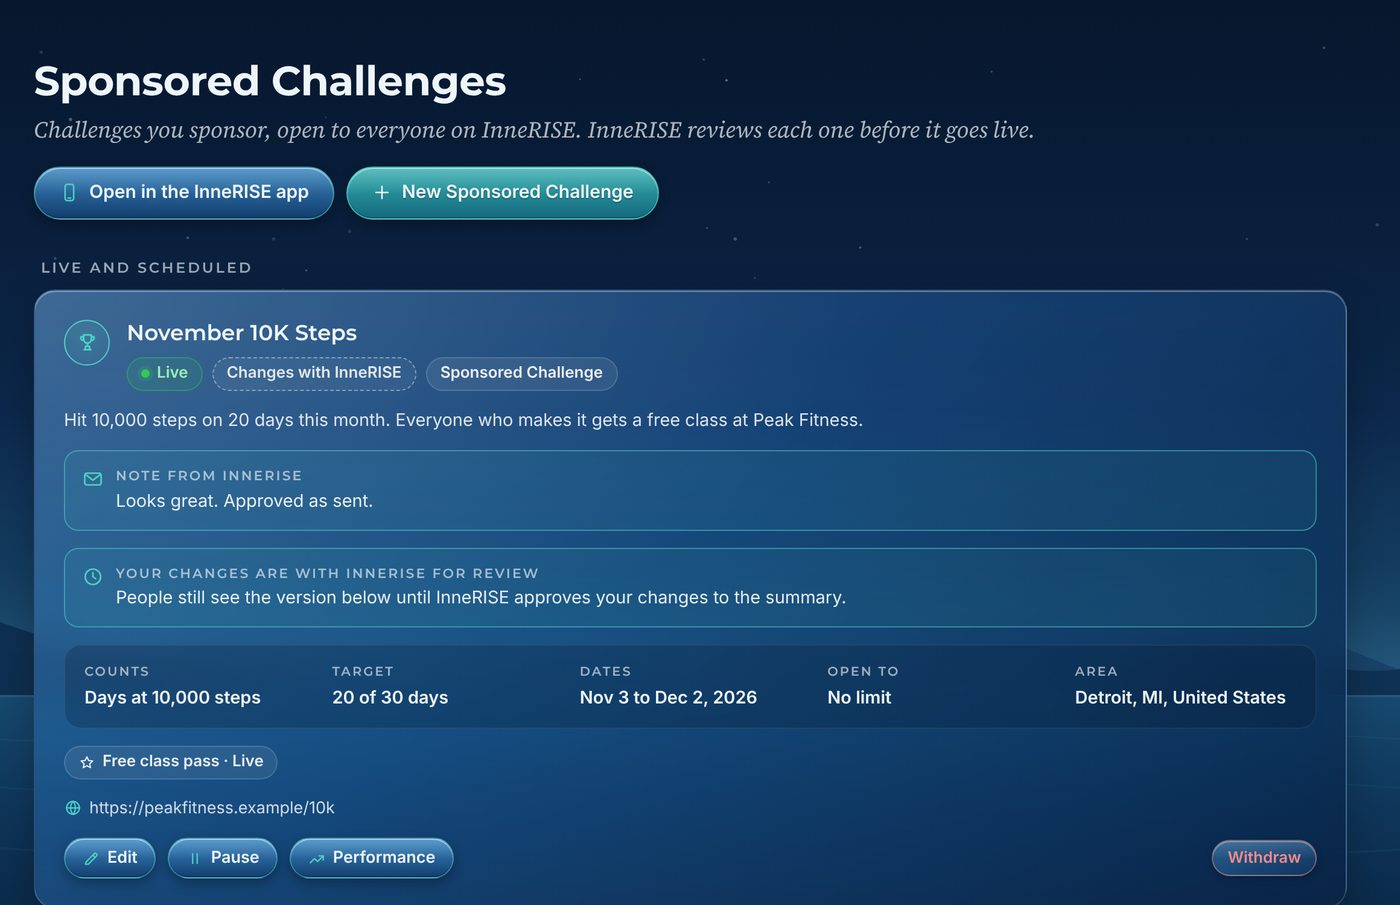 Sponsored Challenges
Challenges you sponsor, open to everyone on InneRISE. InneRISE reviews each one before it goes live.
Open in the InneRISE app
New Sponsored Challenge
LIVE AND SCHEDULED
November 10K Steps
Live
Changes with InneRISE
Sponsored Challenge
Hit 10,000 steps on 20 days this month. Everyone who makes it gets a free class at Peak Fitness.
NOTE FROM INNERISE
Looks great. Approved as sent.
YOUR CHANGES ARE WITH INNERISE FOR REVIEW
People still see the version below until InneRISE approves your changes to the summary.
COUNTS
Days at 10,000 steps
TARGET
20 of 30 days
DATES
Nov 3 to Dec 2, 2026
OPEN TO
No limit
AREA
Detroit, MI, United States
Free class pass · Live
https://peakfitness.example/10k
Edit
Pause
Performance
Withdraw